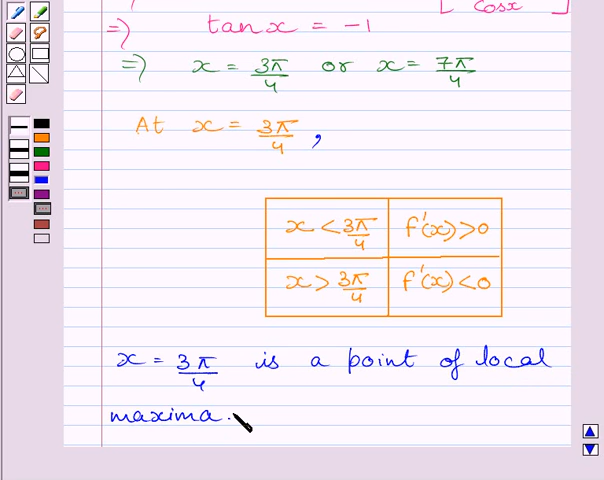 =) [ cosx ]
=) tan x = -1
=) x = 3π/4 or x = 7π/4
At x = 3π/4 ,
x < 3π/4 f'(x) > 0
x > 3π/4 f'(x) < 0
x = 3π/4 is a point of local
maxima.